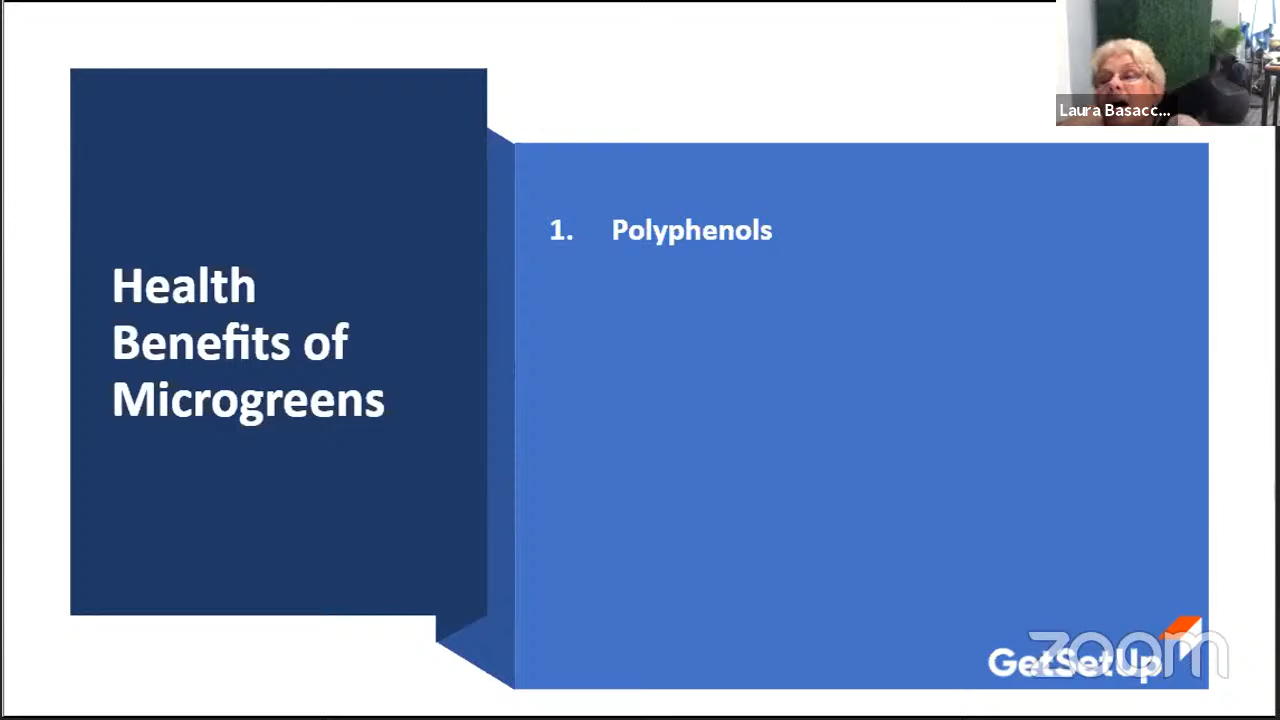 Laura Basacc...
Health
Benefits of
Microgreens
1. Polyphenols
GetSetUp
zoom